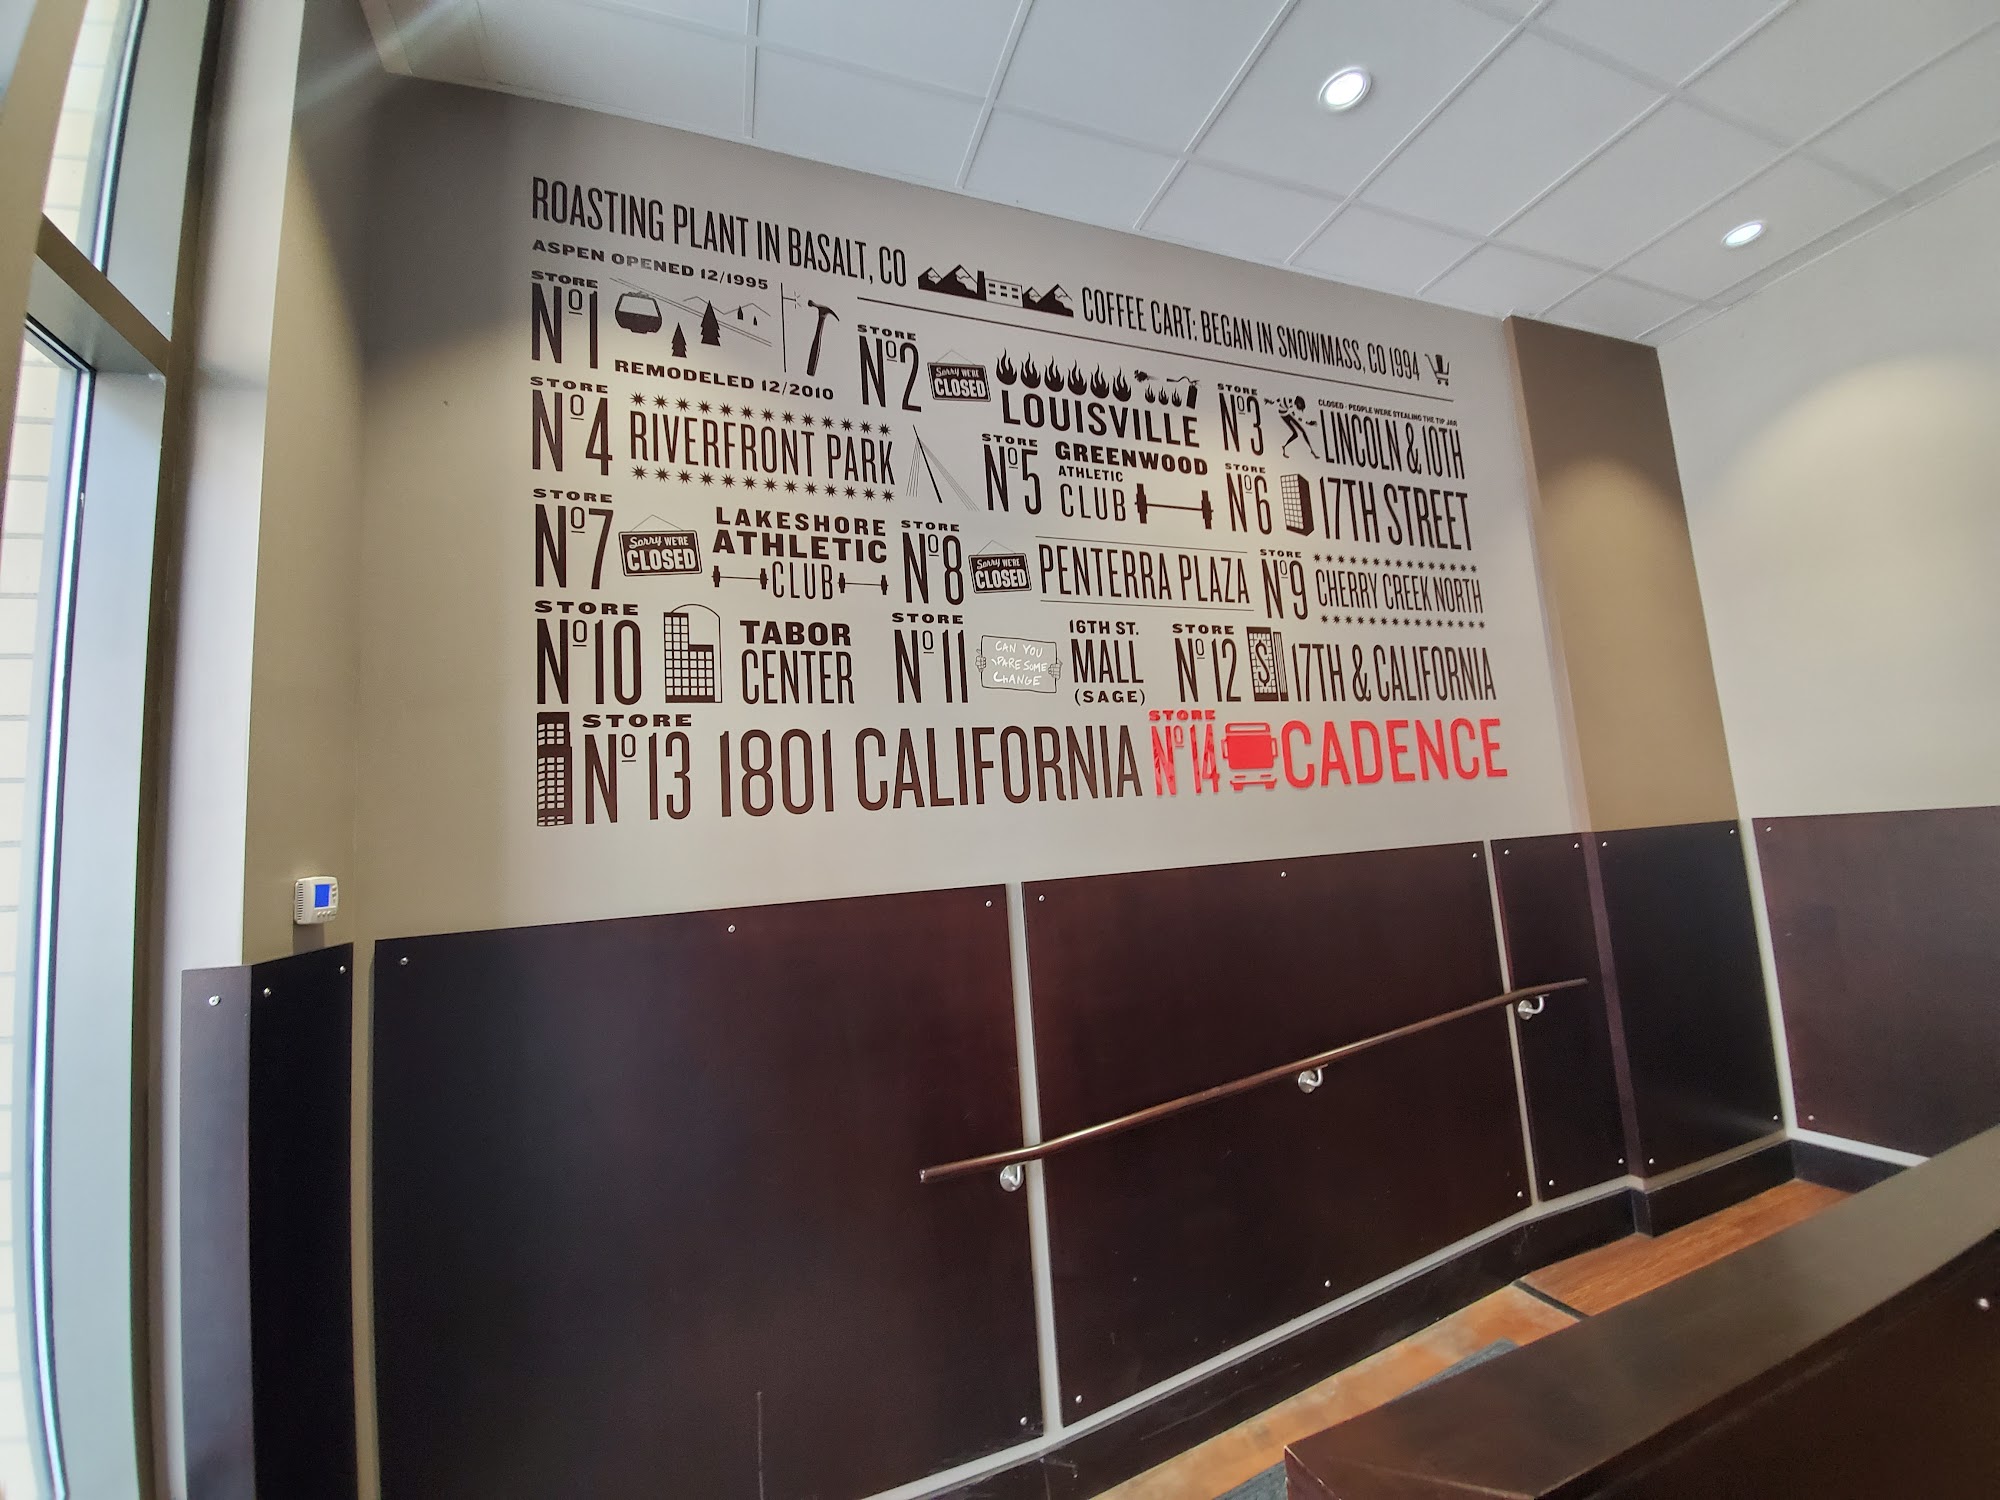 ROASTING PLANT IN BASALT, CO
COFFEE CART: BEGAN IN SNOWMASS, CO 1994
ASPEN OPENED 12/1995
STORE
Nº1
REMODELED 12/2010
STORE
Nº2
Sorry WE'RE
CLOSED
LOUISVILLE
STORE
Nº3
CLOSED - PEOPLE WERE STEALING THE TIP JAR
LINCOLN & 10TH
STORE
Nº4
RIVERFRONT PARK
STORE
Nº5
GREENWOOD
ATHLETIC
CLUB
STORE
Nº6
17TH STREET
STORE
Nº7
Sorry WE'RE
CLOSED
LAKESHORE
ATHLETIC
CLUB
STORE
Nº8
Sorry WE'RE
CLOSED
PENTERRA PLAZA
STORE
Nº9
CHERRY CREEK NORTH
STORE
Nº10
TABOR
CENTER
STORE
Nº11
CAN YOU
SPARE SOME
CHANGE
16TH ST.
MALL
(SAGE)
STORE
Nº12
$
17TH & CALIFORNIA
STORE
Nº13
1801 CALIFORNIA
STORE
Nº14
CADENCE